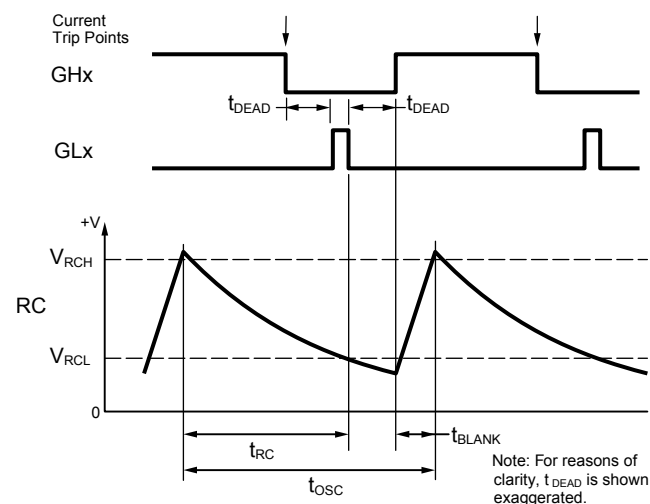 Current
Trip Points
GHx
tDEAD
tDEAD
GLx
+V
VRCH
RC
VRCL
0
tRC
tBLANK
tOSC
Note: For reasons of
clarity, tDEAD is shown
exaggerated.